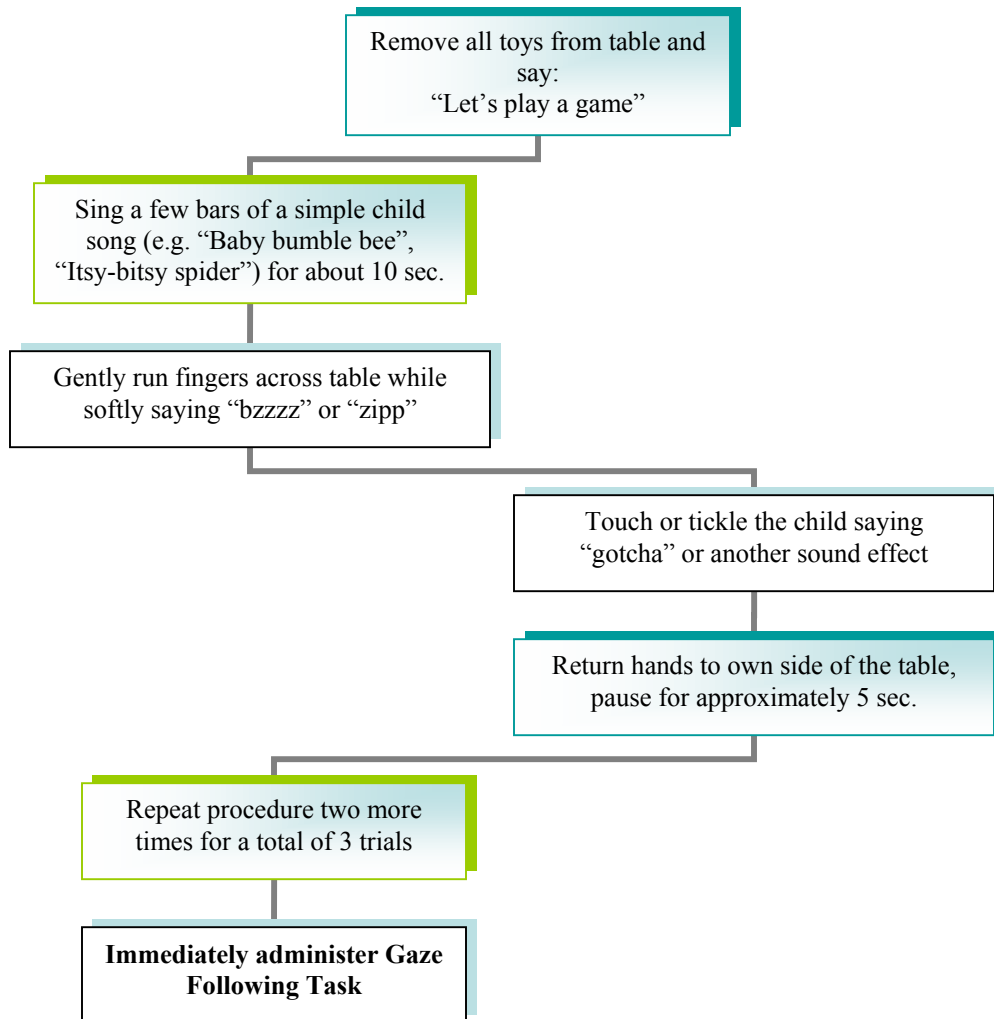 Remove all toys from table and
say:
“Let’s play a game”
Sing a few bars of a simple child
song (e.g. “Baby bumble bee”,
“Itsy-bitsy spider”) for about 10 sec.
Gently run fingers across table while
softly saying “bzzzz” or “zipp”
Touch or tickle the child saying
“gotcha” or another sound effect
Return hands to own side of the table,
pause for approximately 5 sec.
Repeat procedure two more
times for a total of 3 trials
Immediately administer Gaze
Following Task